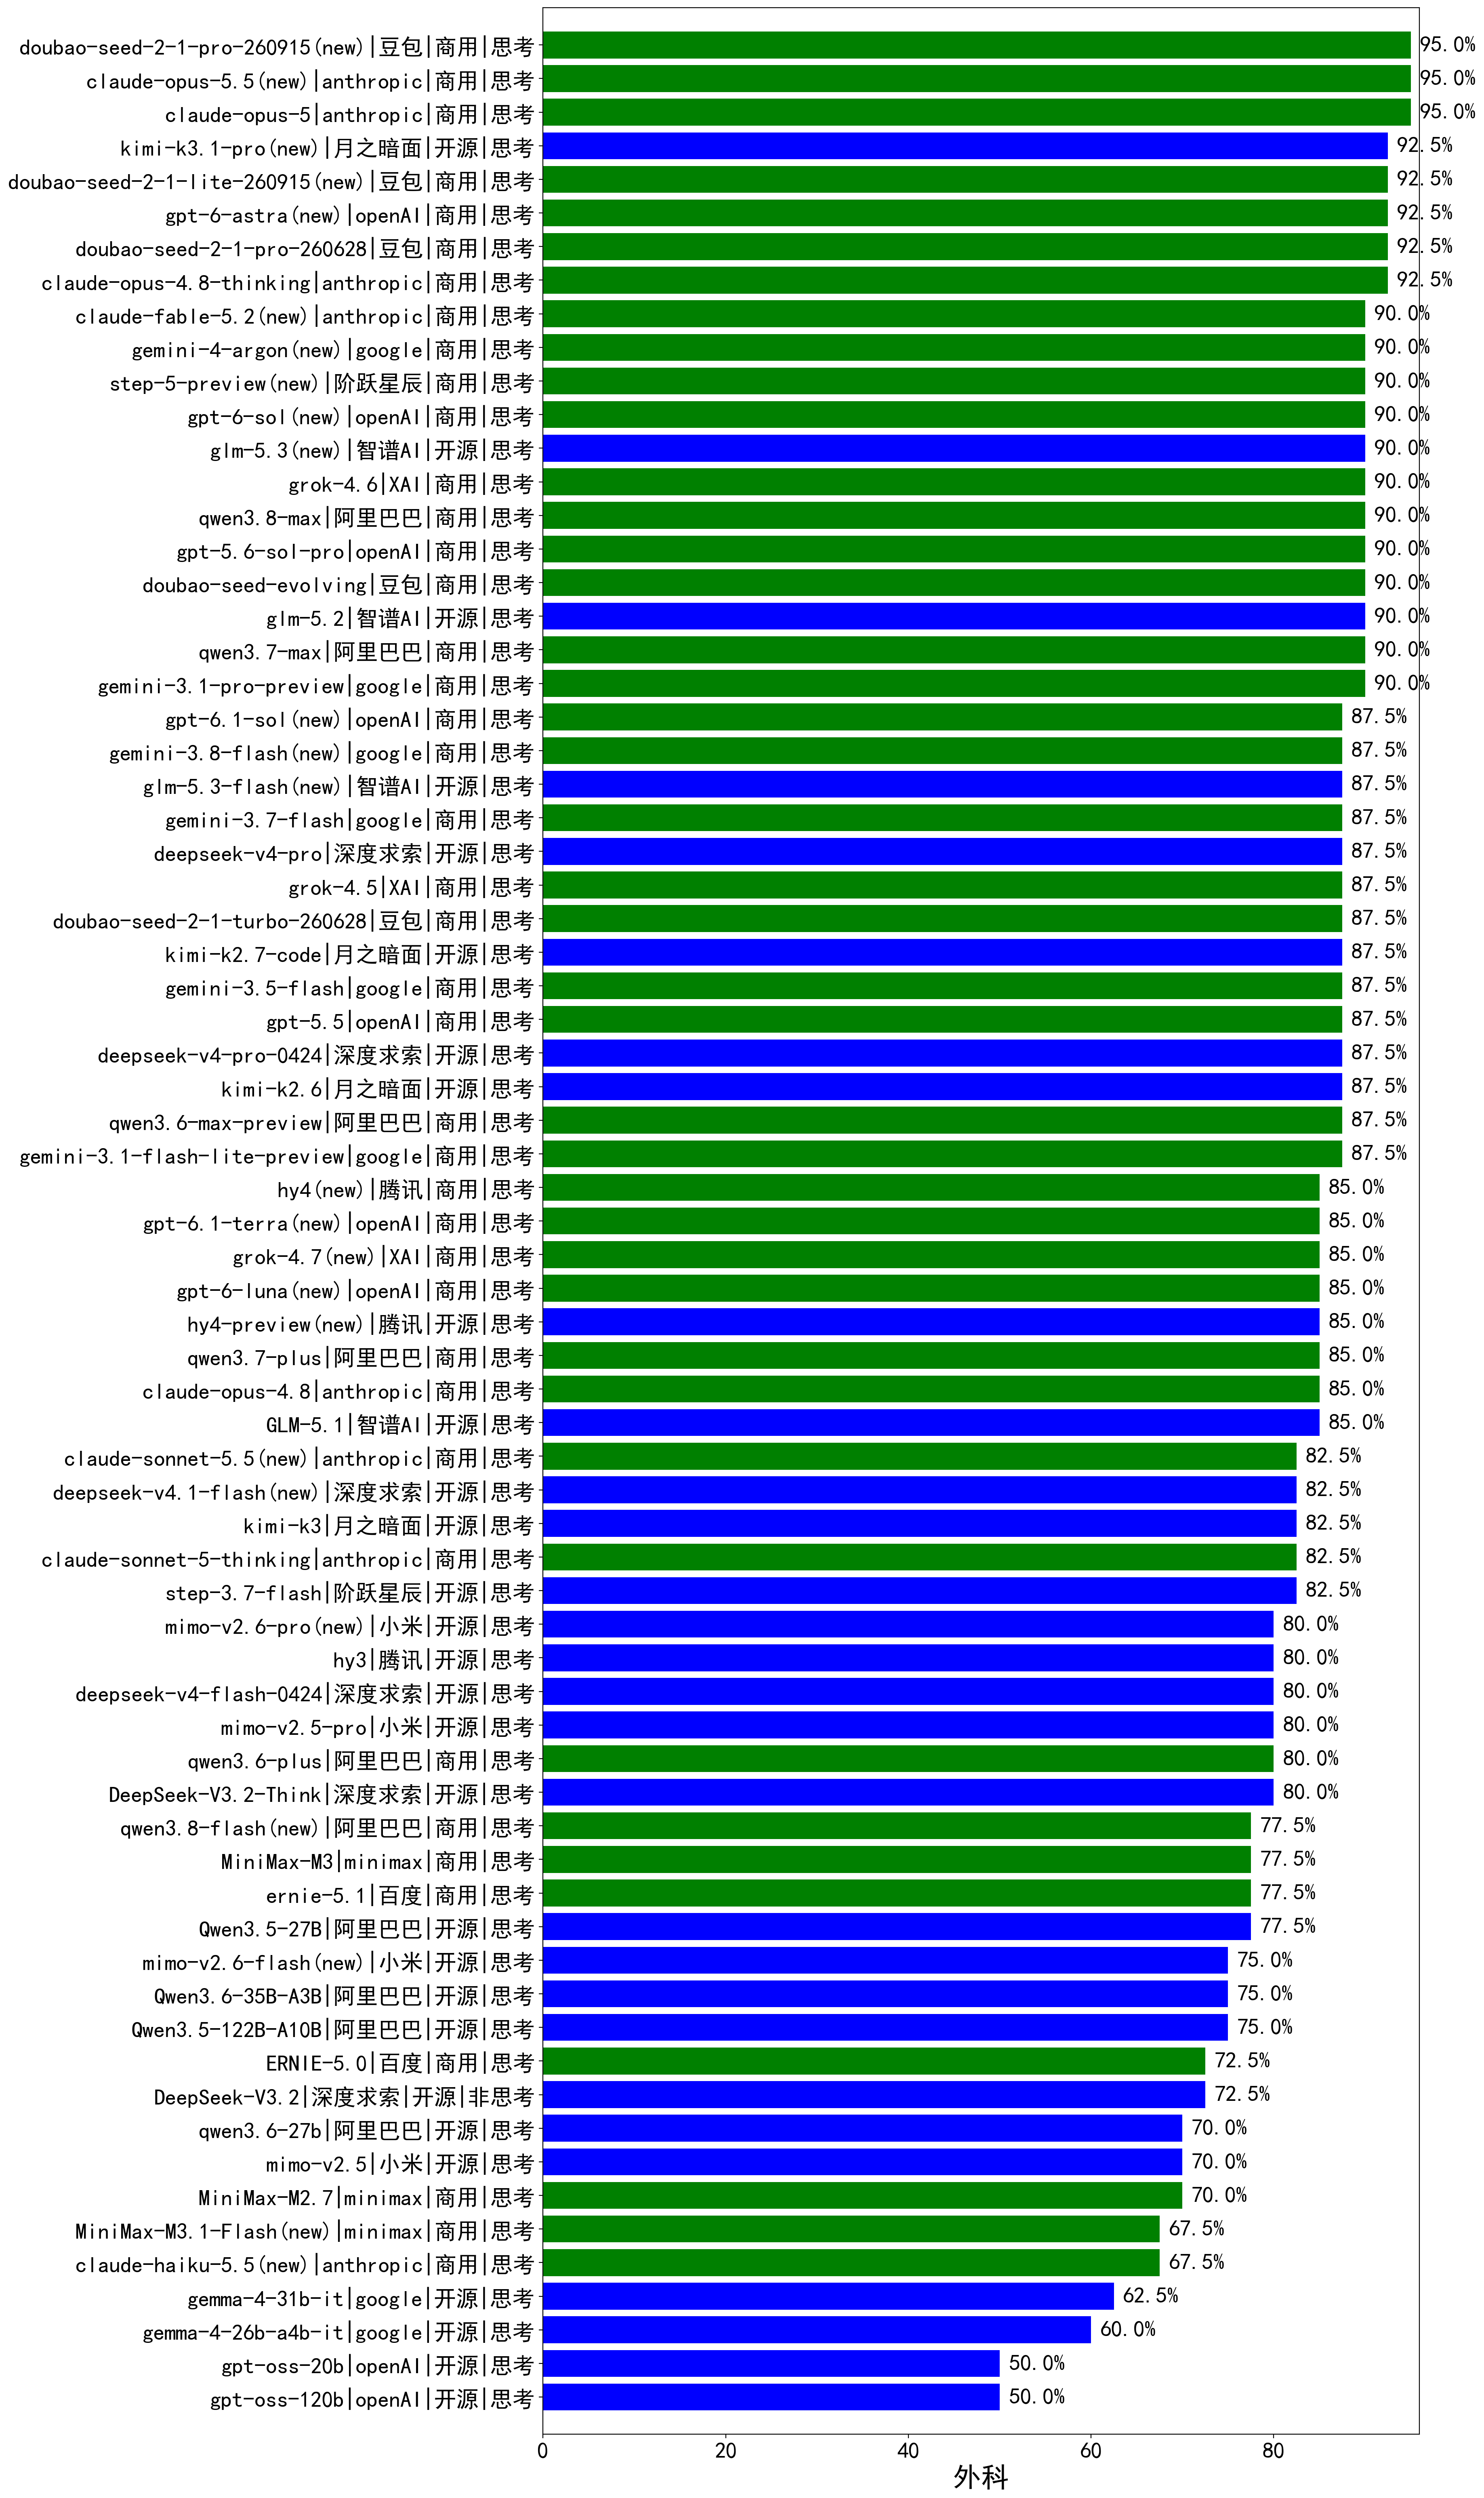 doubao-seed-2-1-pro-260915(new)|豆包|商用|思考 95.0%
claude-opus-5.5(new)|anthropic|商用|思考 95.0%
claude-opus-5|anthropic|商用|思考 95.0%
kimi-k3.1-pro(new)|月之暗面|开源|思考 92.5%
doubao-seed-2-1-lite-260915(new)|豆包|商用|思考 92.5%
gpt-6-astra(new)|openAI|商用|思考 92.5%
doubao-seed-2-1-pro-260628|豆包|商用|思考 92.5%
claude-opus-4.8-thinking|anthropic|商用|思考 92.5%
claude-fable-5.2(new)|anthropic|商用|思考 90.0%
gemini-4-argon(new)|google|商用|思考 90.0%
step-5-preview(new)|阶跃星辰|商用|思考 90.0%
gpt-6-sol(new)|openAI|商用|思考 90.0%
glm-5.3(new)|智谱AI|开源|思考 90.0%
grok-4.6|XAI|商用|思考 90.0%
qwen3.8-max|阿里巴巴|商用|思考 90.0%
gpt-5.6-sol-pro|openAI|商用|思考 90.0%
doubao-seed-evolving|豆包|商用|思考 90.0%
glm-5.2|智谱AI|开源|思考 90.0%
qwen3.7-max|阿里巴巴|商用|思考 90.0%
gemini-3.1-pro-preview|google|商用|思考 90.0%
gpt-6.1-sol(new)|openAI|商用|思考 87.5%
gemini-3.8-flash(new)|google|商用|思考 87.5%
glm-5.3-flash(new)|智谱AI|开源|思考 87.5%
gemini-3.7-flash|google|商用|思考 87.5%
deepseek-v4-pro|深度求索|开源|思考 87.5%
grok-4.5|XAI|商用|思考 87.5%
doubao-seed-2-1-turbo-260628|豆包|商用|思考 87.5%
kimi-k2.7-code|月之暗面|开源|思考 87.5%
gemini-3.5-flash|google|商用|思考 87.5%
gpt-5.5|openAI|商用|思考 87.5%
deepseek-v4-pro-0424|深度求索|开源|思考 87.5%
kimi-k2.6|月之暗面|开源|思考 87.5%
qwen3.6-max-preview|阿里巴巴|商用|思考 87.5%
gemini-3.1-flash-lite-preview|google|商用|思考 87.5%
hy4(new)|腾讯|商用|思考 85.0%
gpt-6.1-terra(new)|openAI|商用|思考 85.0%
grok-4.7(new)|XAI|商用|思考 85.0%
gpt-6-luna(new)|openAI|商用|思考 85.0%
hy4-preview(new)|腾讯|开源|思考 85.0%
qwen3.7-plus|阿里巴巴|商用|思考 85.0%
claude-opus-4.8|anthropic|商用|思考 85.0%
GLM-5.1|智谱AI|开源|思考 85.0%
claude-sonnet-5.5(new)|anthropic|商用|思考 82.5%
deepseek-v4.1-flash(new)|深度求索|开源|思考 82.5%
kimi-k3|月之暗面|开源|思考 82.5%
claude-sonnet-5-thinking|anthropic|商用|思考 82.5%
step-3.7-flash|阶跃星辰|开源|思考 82.5%
mimo-v2.6-pro(new)|小米|开源|思考 80.0%
hy3|腾讯|开源|思考 80.0%
deepseek-v4-flash-0424|深度求索|开源|思考 80.0%
mimo-v2.5-pro|小米|开源|思考 80.0%
qwen3.6-plus|阿里巴巴|商用|思考 80.0%
DeepSeek-V3.2-Think|深度求索|开源|思考 80.0%
qwen3.8-flash(new)|阿里巴巴|商用|思考 77.5%
MiniMax-M3|minimax|商用|思考 77.5%
ernie-5.1|百度|商用|思考 77.5%
Qwen3.5-27B|阿里巴巴|开源|思考 77.5%
mimo-v2.6-flash(new)|小米|开源|思考 75.0%
Qwen3.6-35B-A3B|阿里巴巴|开源|思考 75.0%
Qwen3.5-122B-A10B|阿里巴巴|开源|思考 75.0%
ERNIE-5.0|百度|商用|思考 72.5%
DeepSeek-V3.2|深度求索|开源|非思考 72.5%
qwen3.6-27b|阿里巴巴|开源|思考 70.0%
mimo-v2.5|小米|开源|思考 70.0%
MiniMax-M2.7|minimax|商用|思考 70.0%
MiniMax-M3.1-Flash(new)|minimax|商用|思考 67.5%
claude-haiku-5.5(new)|anthropic|商用|思考 67.5%
gemma-4-31b-it|google|开源|思考 62.5%
gemma-4-26b-a4b-it|google|开源|思考 60.0%
gpt-oss-20b|openAI|开源|思考 50.0%
gpt-oss-120b|openAI|开源|思考 50.0%
0 20 40 60 80
外科